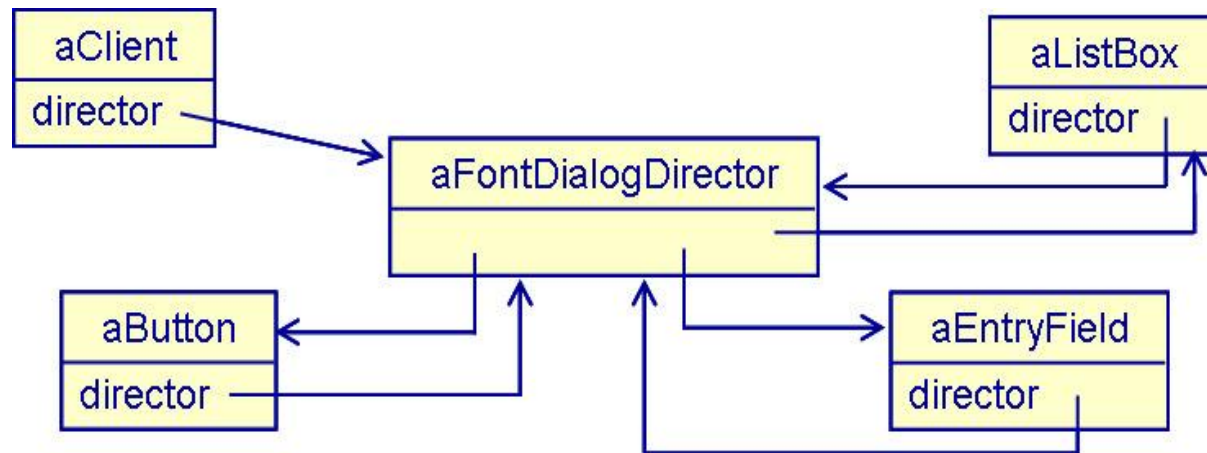 aClient
director
aListBox
director
aFontDialogDirector
aButton
director
aEntryField
director